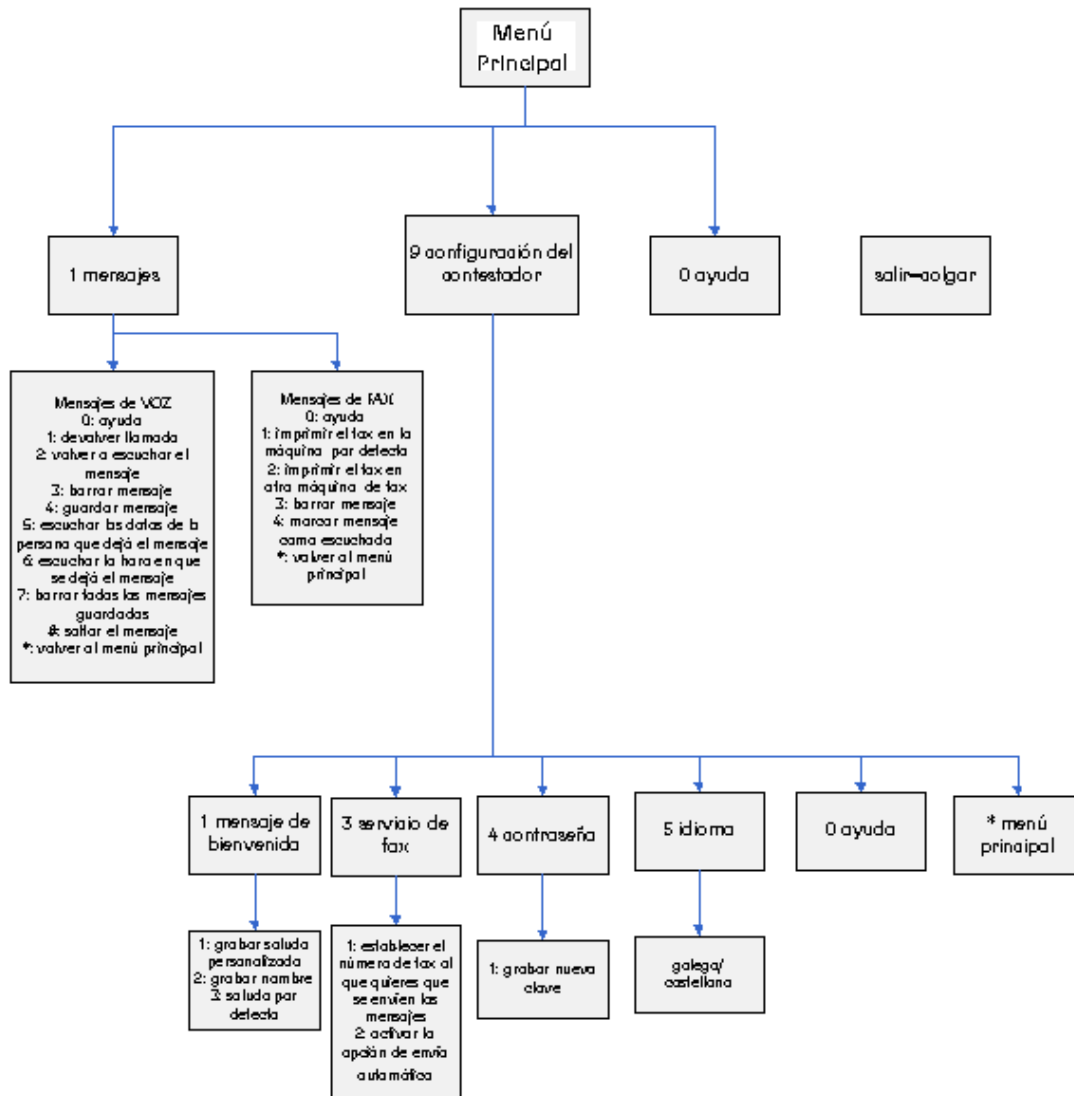 Menú
Principal
1 mensajes
9 configuración del
contestador
0 ayuda
salir=colgar
Mensajes de VOZ
0: ayuda
1: devolver llamada
2: volver a escuchar el
mensaje
3: borrar mensaje
4: guardar mensaje
5: escuchar los datos de la
persona que dejó el mensaje
6: escuchar la hora en que
se dejó el mensaje
7: borrar todos los mensajes
guardados
#: saltar el mensaje
*: volver al menú principal
Mensajes de FAX
0: ayuda
1: imprimir el fax en la
máquina por defecto
2: imprimir el fax en
otra máquina de fax
3: borrar mensaje
4: marcar mensaje
como escuchado
*: volver al menú
principal
1 mensaje de
bienvenida
3 servicio de
fax
4 contraseña
5 idioma
0 ayuda
* menú
principal
1: grabar saludo
personalizado
2: grabar nombre
3: saludo por
defecto
1: establecer el
número de fax al
que quieres que
se envíen los
mensajes
2: activar la
opción de envío
automático
1: grabar nueva
clave
galego/
castellano